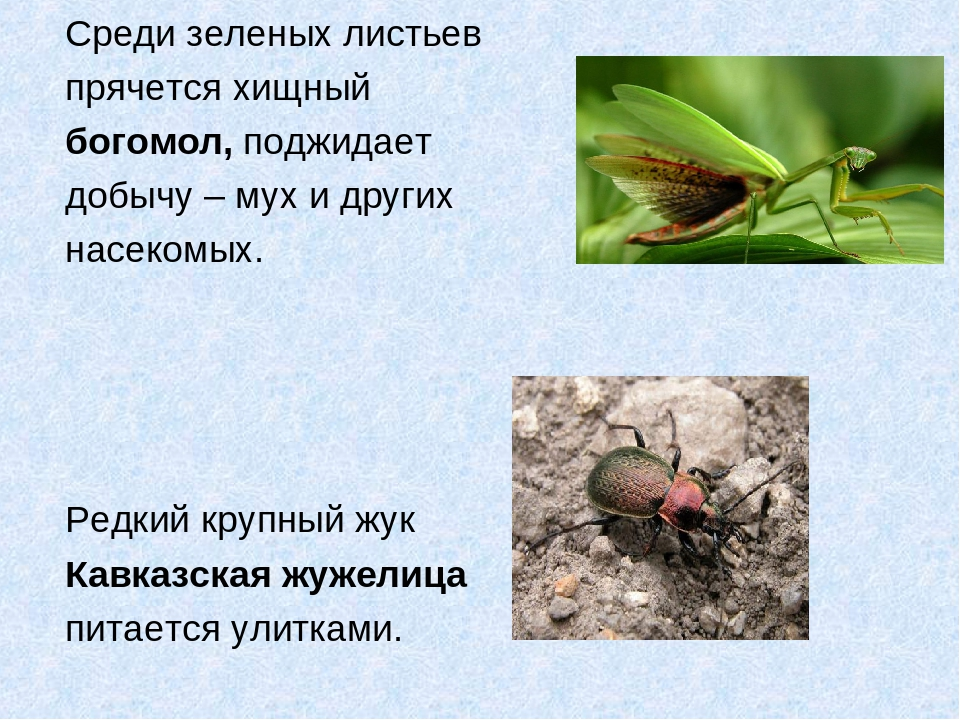 Среди зеленых листьев
прячется хищный
богомол, поджидает
добычу – мух и других
насекомых.
Редкий крупный жук
Кавказская жужелица
питается улитками.